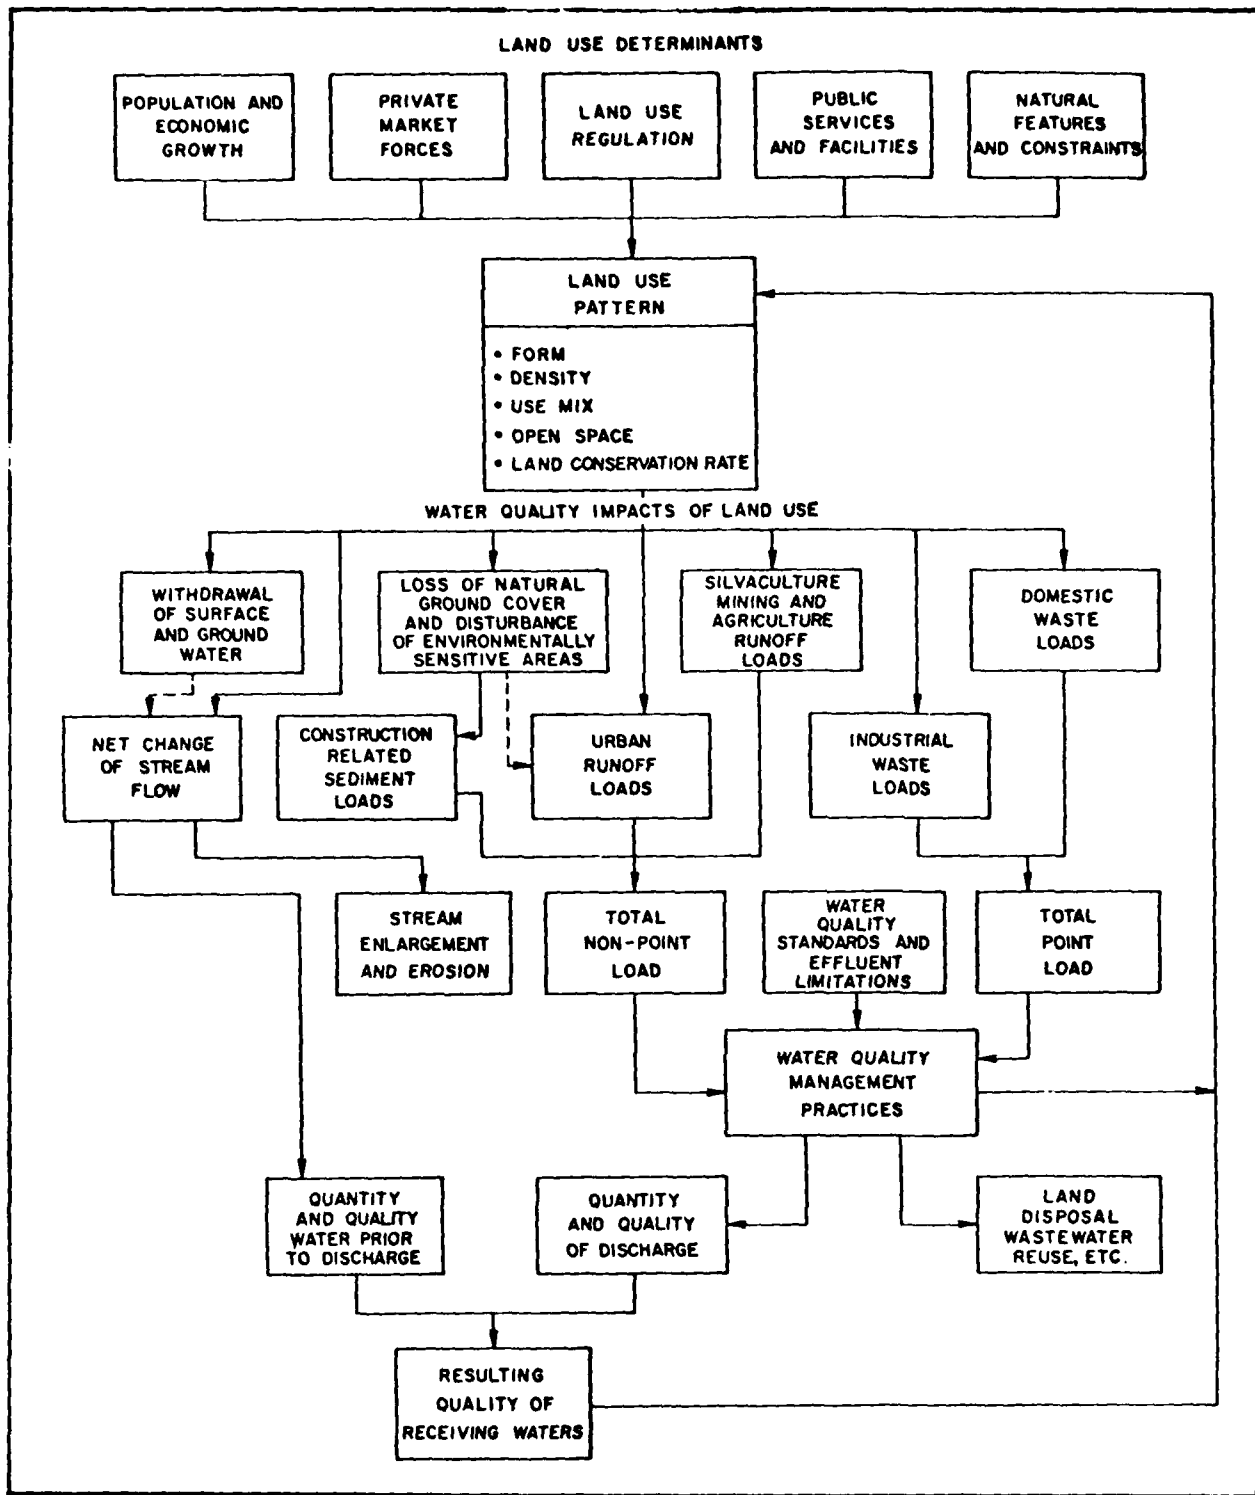 LAND USE DETERMINANTS
POPULATION AND
ECONOMIC
GROWTH
PRIVATE
MARKET
FORCES
LAND USE
REGULATION
PUBLIC
SERVICES
AND FACILITIES
NATURAL
FEATURES
AND CONSTRAINTS
LAND USE
PATTERN
• FORM
• DENSITY
• USE MIX
• OPEN SPACE
• LAND CONSERVATION RATE
WATER QUALITY IMPACTS OF LAND USE
WITHDRAWAL
OF SURFACE
AND GROUND
WATER
LOSS OF NATURAL
GROUND COVER
AND DISTURBANCE
OF ENVIRONMENTALLY
SENSITIVE AREAS
SILVACULTURE
MINING AND
AGRICULTURE
RUNOFF
LOADS
DOMESTIC
WASTE
LOADS
NET CHANGE
OF STREAM
FLOW
CONSTRUCTION
RELATED
SEDIMENT
LOADS
URBAN
RUNOFF
LOADS
INDUSTRIAL
WASTE
LOADS
STREAM
ENLARGEMENT
AND EROSION
TOTAL
NON-POINT
LOAD
WATER
QUALITY
STANDARDS AND
EFFLUENT
LIMITATIONS
TOTAL
POINT
LOAD
WATER QUALITY
MANAGEMENT
PRACTICES
QUANTITY
AND QUALITY
WATER PRIOR
TO DISCHARGE
QUANTITY
AND QUALITY
OF DISCHARGE
LAND
DISPOSAL
WASTEWATER
REUSE, ETC.
RESULTING
QUALITY OF
RECEIVING WATERS